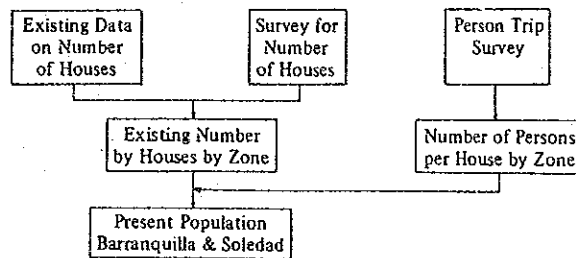 Existing Data
on Number
of Houses
Survey for
Number
of Houses
Person Trip
Survey
Existing Number
by Houses by Zone
Number of Persons
per House by Zone
Present Population
Barranquilla & Soledad